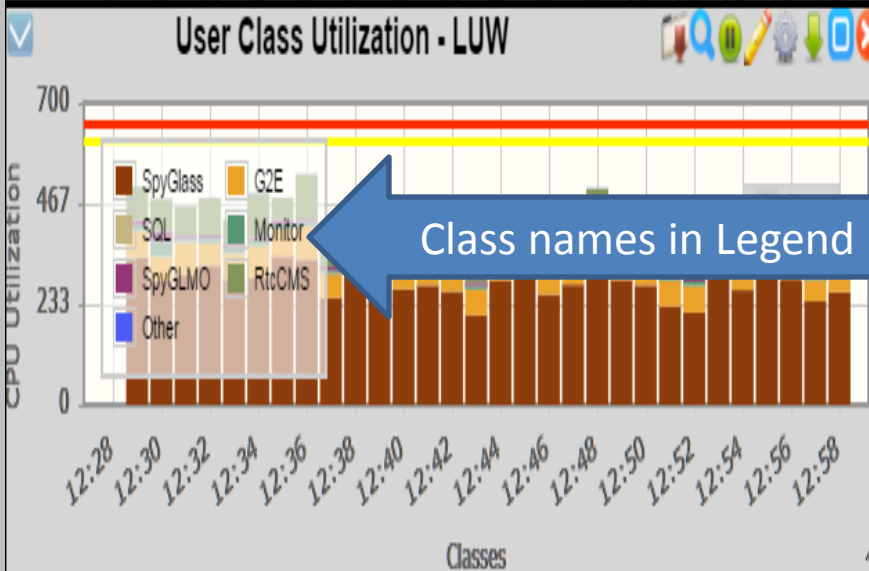 User Class Utilization - LUW
700
467
233
0
CPU Utilization
SpyGlass G2E
SQL Monitor
SpyGLMO RtcCMS
Other
Class names in Legend
12:28 12:30 12:32 12:34 12:36 12:38 12:40 12:42 12:44 12:46 12:48 12:50 12:52 12:54 12:56 12:58
Classes